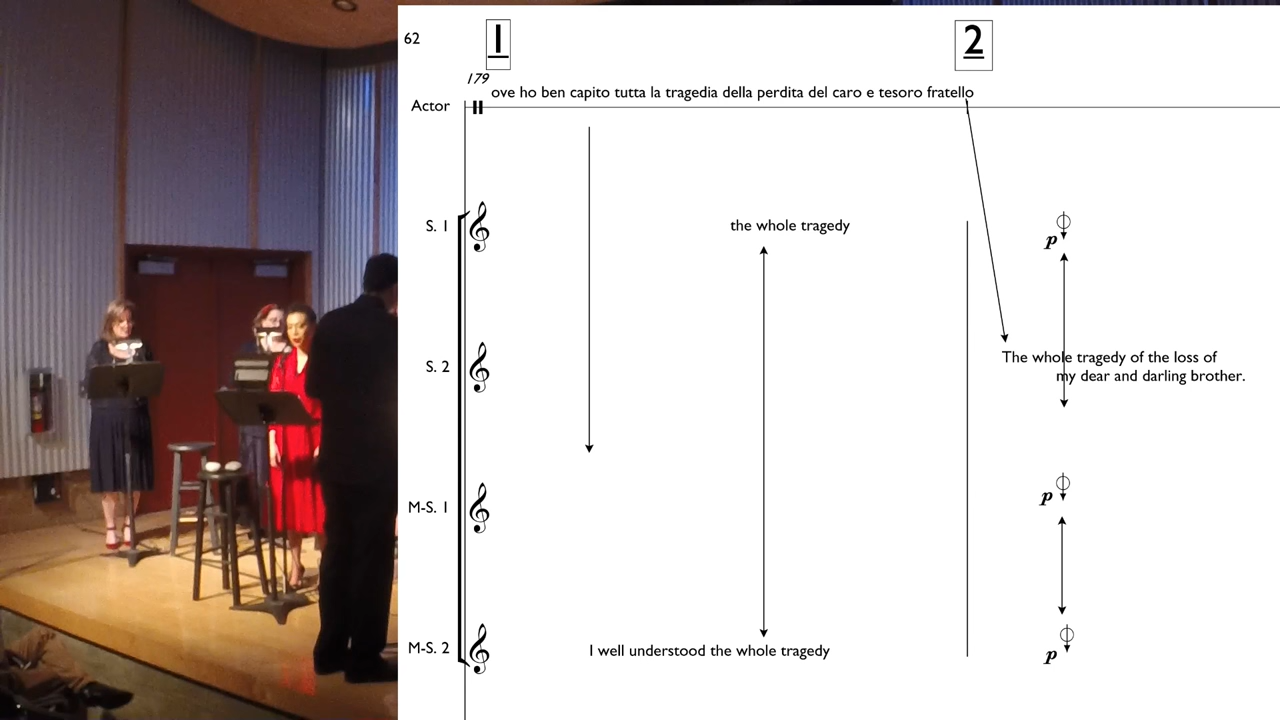 62
1
2
179
ove ho ben capito tutta la tragedia della perdita del caro e tesoro fratello
Actor
S. 1
the whole tragedy
p
S. 2
The whole tragedy of the loss of
my dear and darling brother.
M-S. 1
p
M-S. 2
I well understood the whole tragedy
p